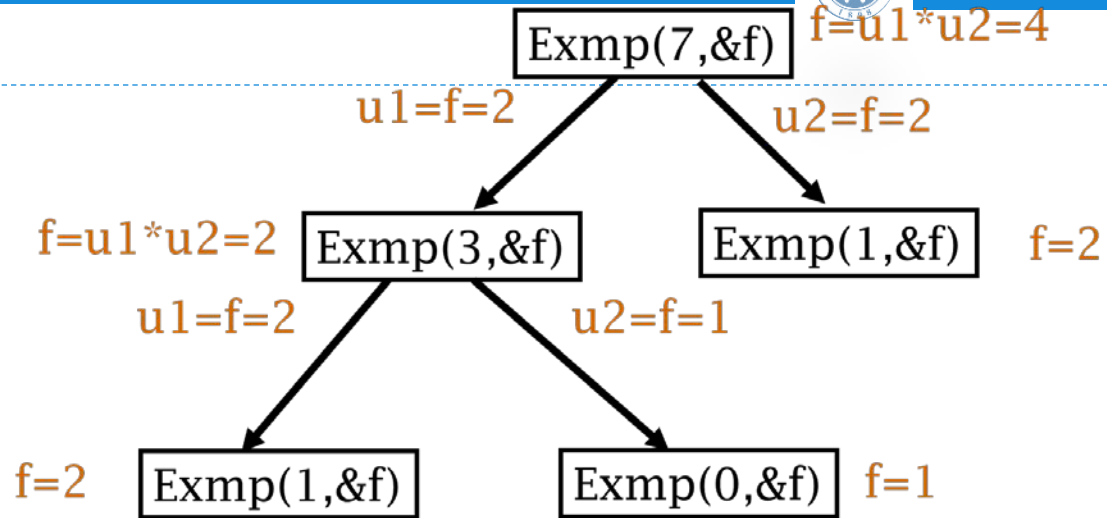 Exmp(7,&f) f=u1*u2=4
u1=f=2 u2=f=2
f=u1*u2=2 Exmp(3,&f) Exmp(1,&f) f=2
u1=f=2 u2=f=1
f=2 Exmp(1,&f) Exmp(0,&f) f=1